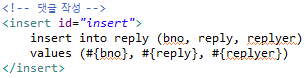 <!-- 댓글 작성 -->
<insert id="insert">
    insert into reply (bno, reply, replyer)
    values (#{bno}, #{reply}, #{replyer})
</insert>